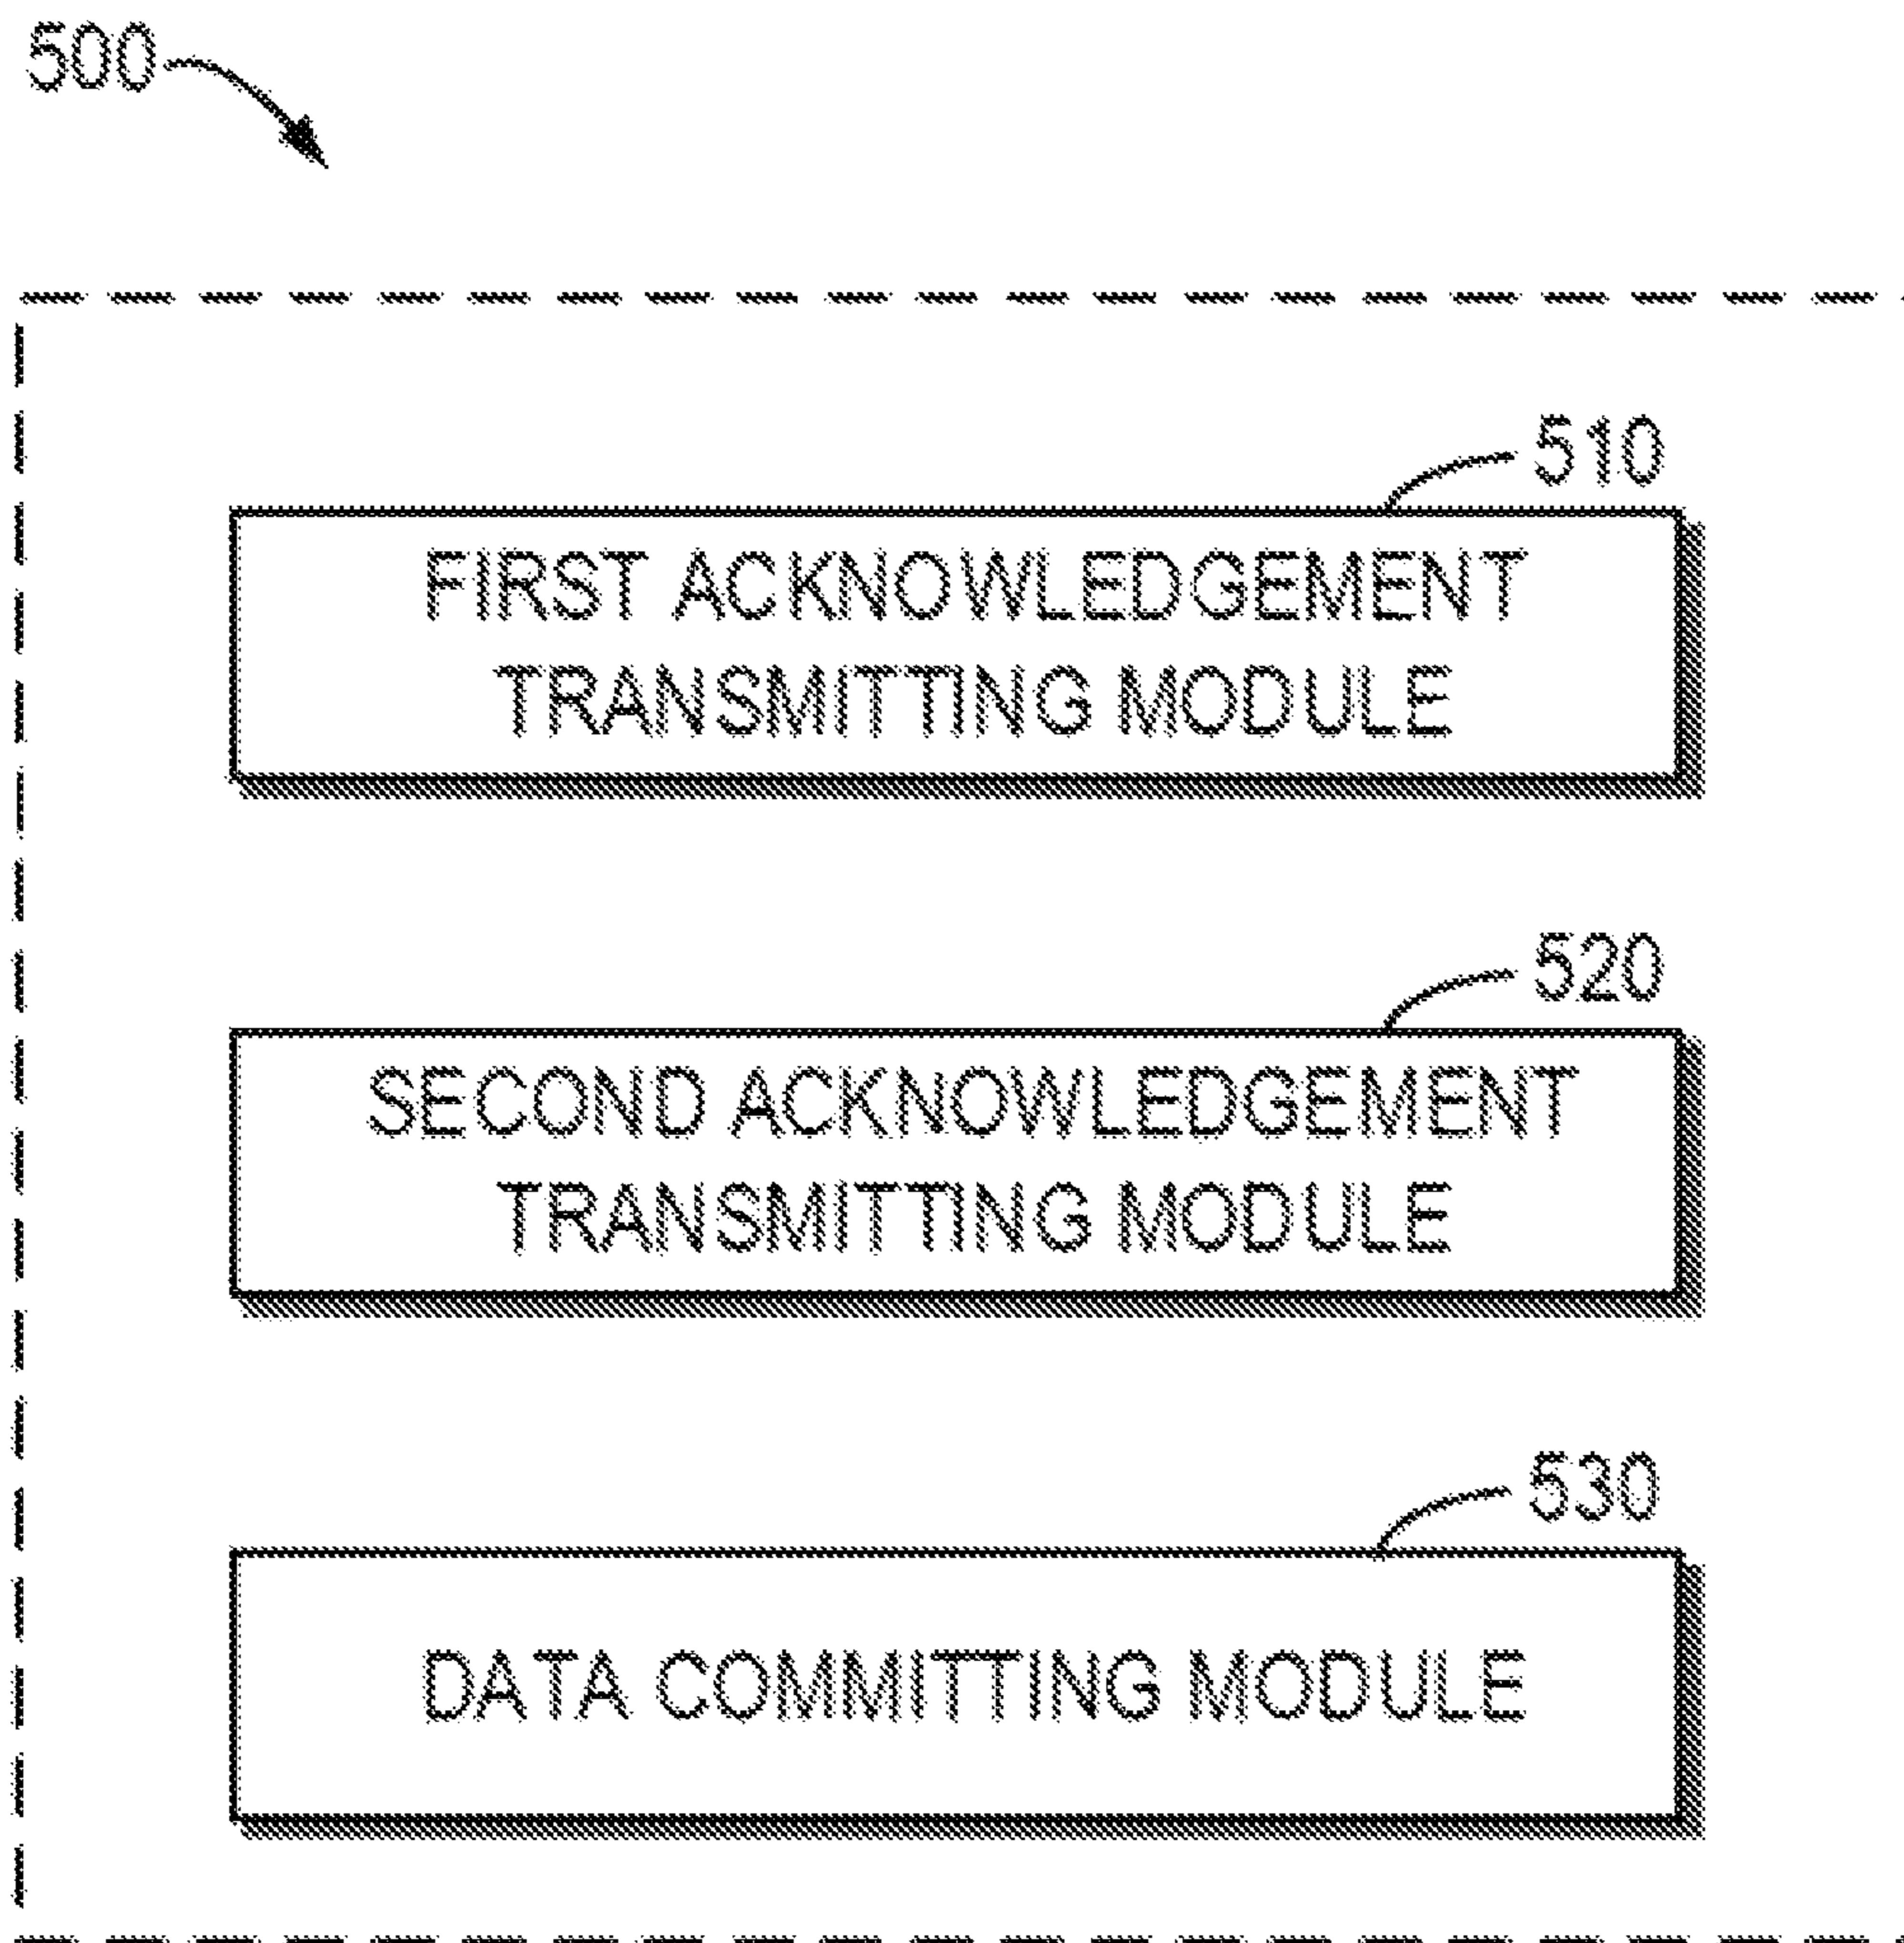 500
510
FIRST ACKNOWLEDGEMENT
TRANSMITTING MODULE
520
SECOND ACKNOWLEDGEMENT
TRANSMITTING MODULE
530
DATA COMMITTING MODULE